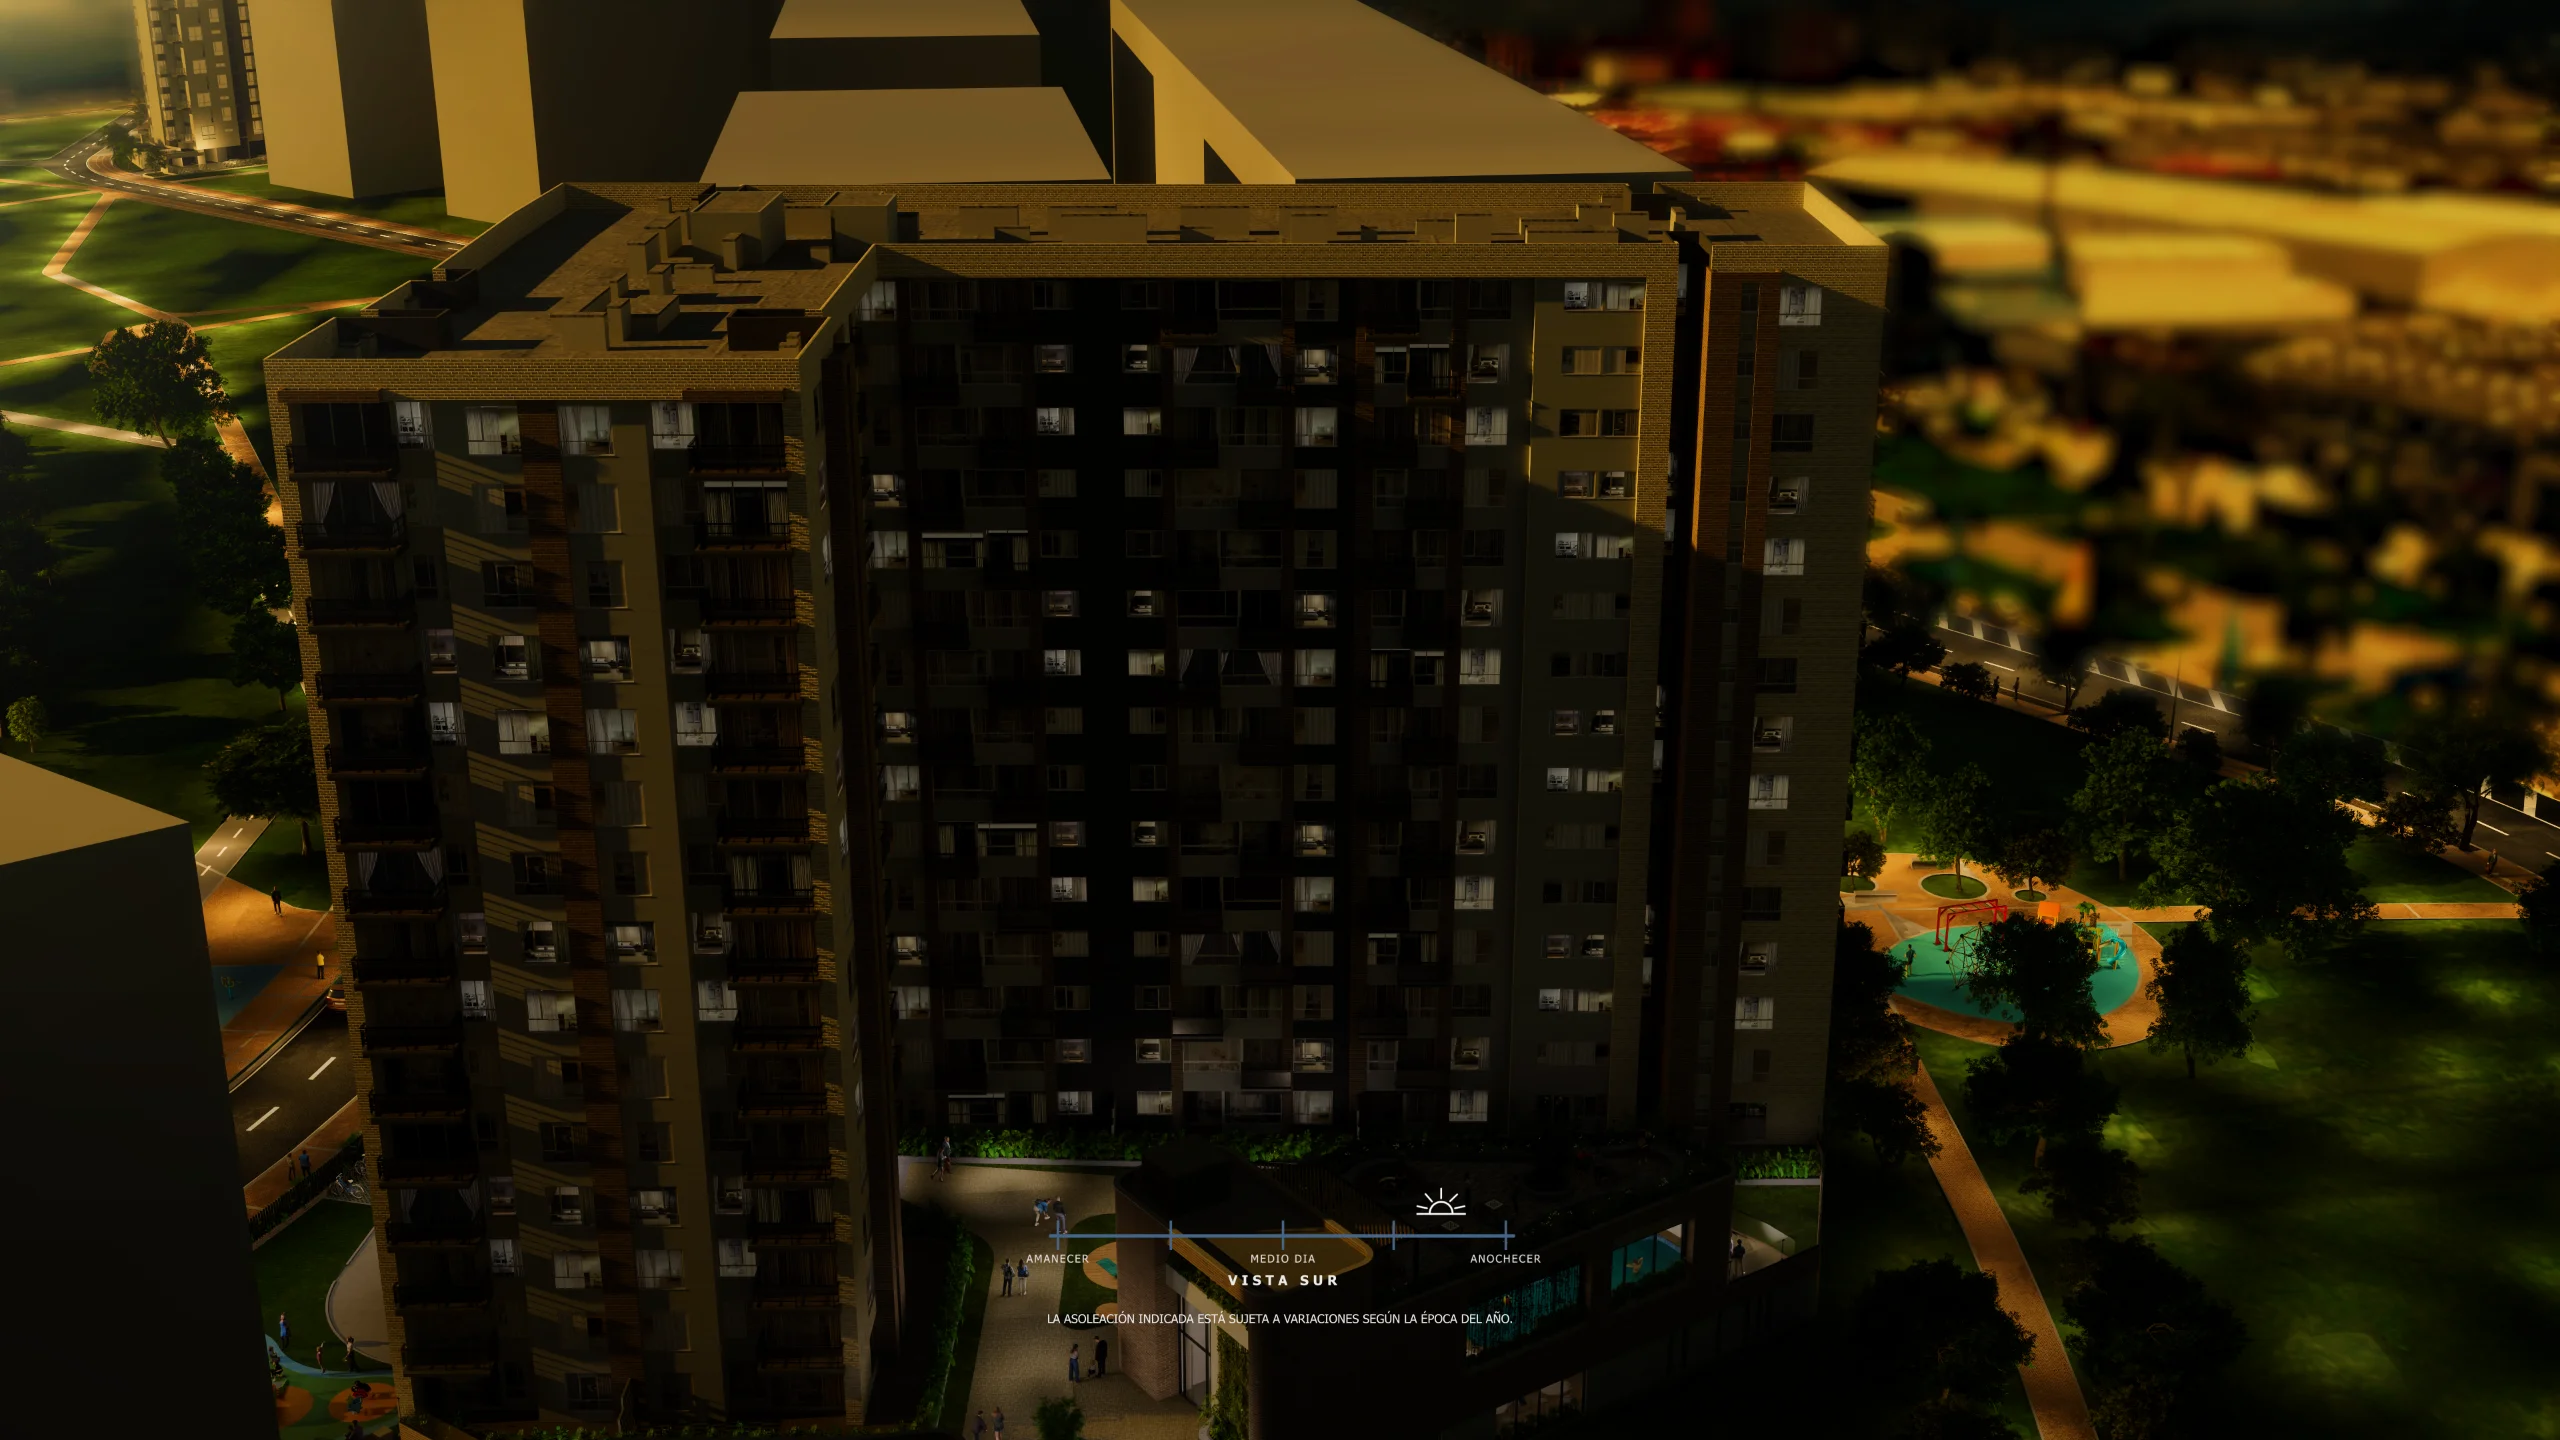 AMANECER MEDIO DIA ANOCHECER
VISTA SUR
LA ASOLEACIÓN INDICADA ESTÁ SUJETA A VARIACIONES SEGÚN LA ÉPOCA DEL AÑO.